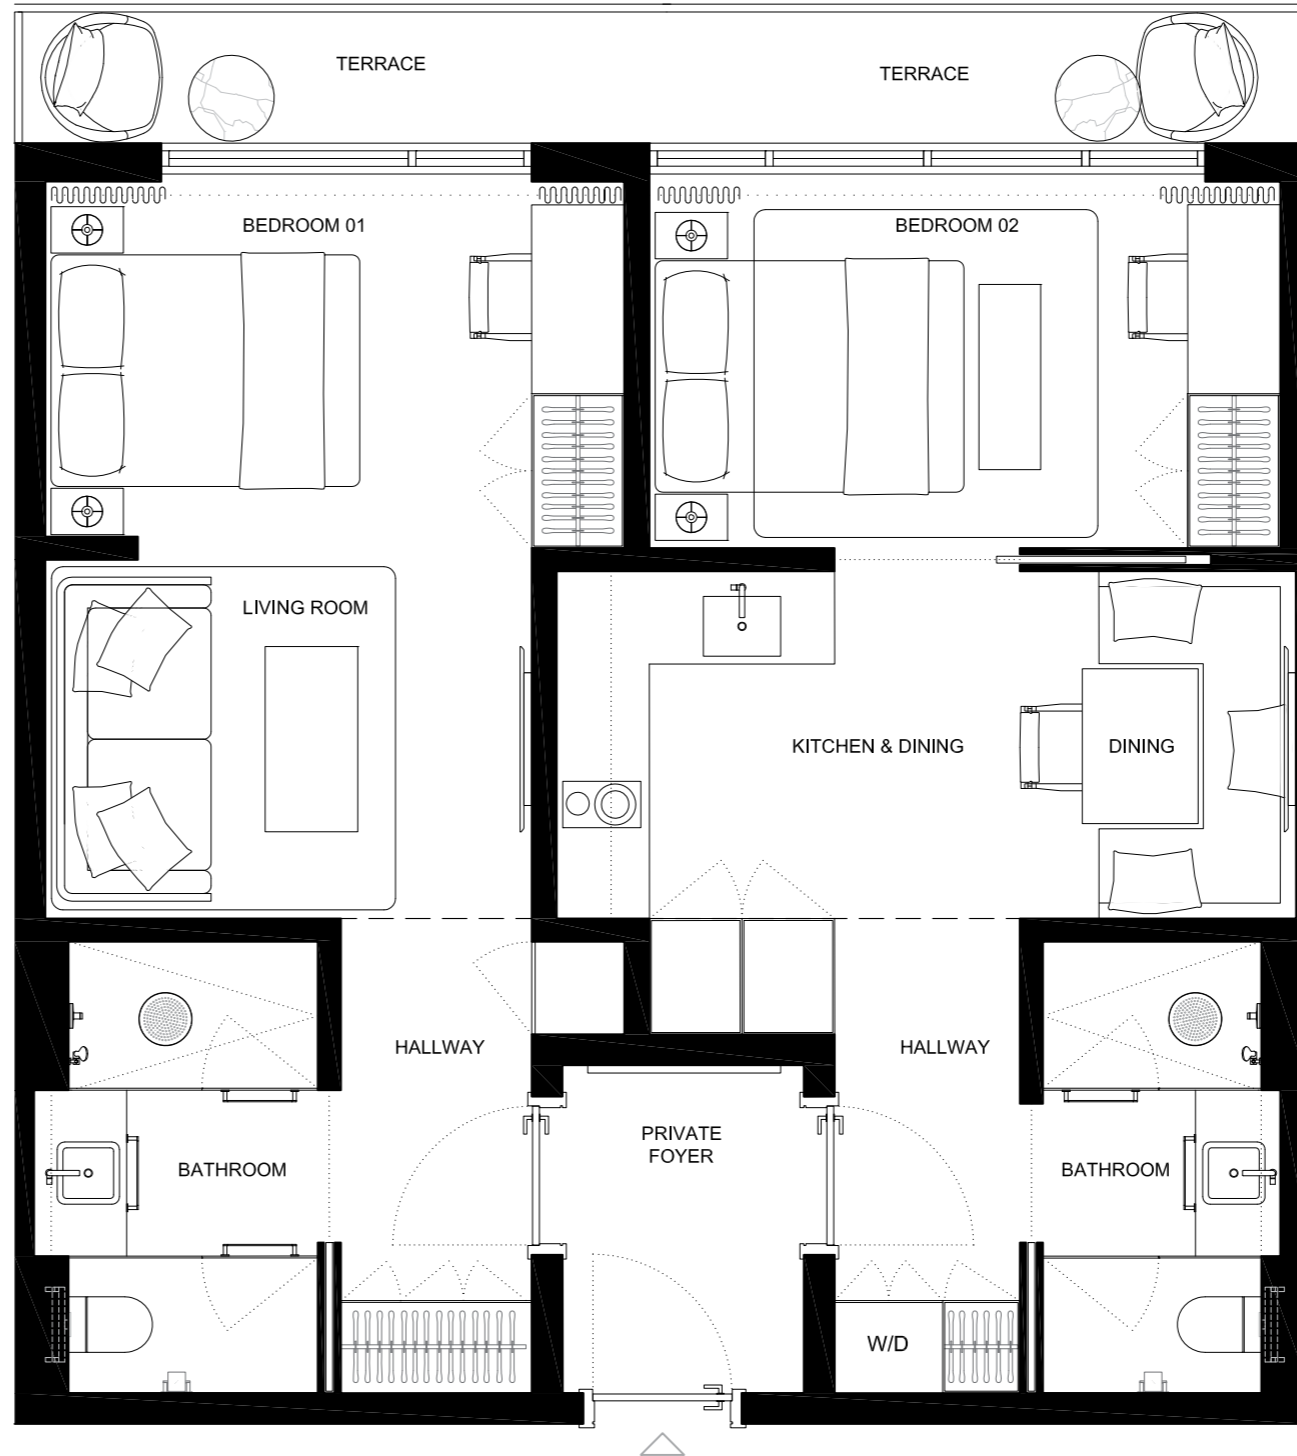 TERRACE
TERRACE
BEDROOM 01
BEDROOM 02
LIVING ROOM
KITCHEN & DINING
DINING
HALLWAY
HALLWAY
PRIVATE
FOYER
BATHROOM
BATHROOM
W/D